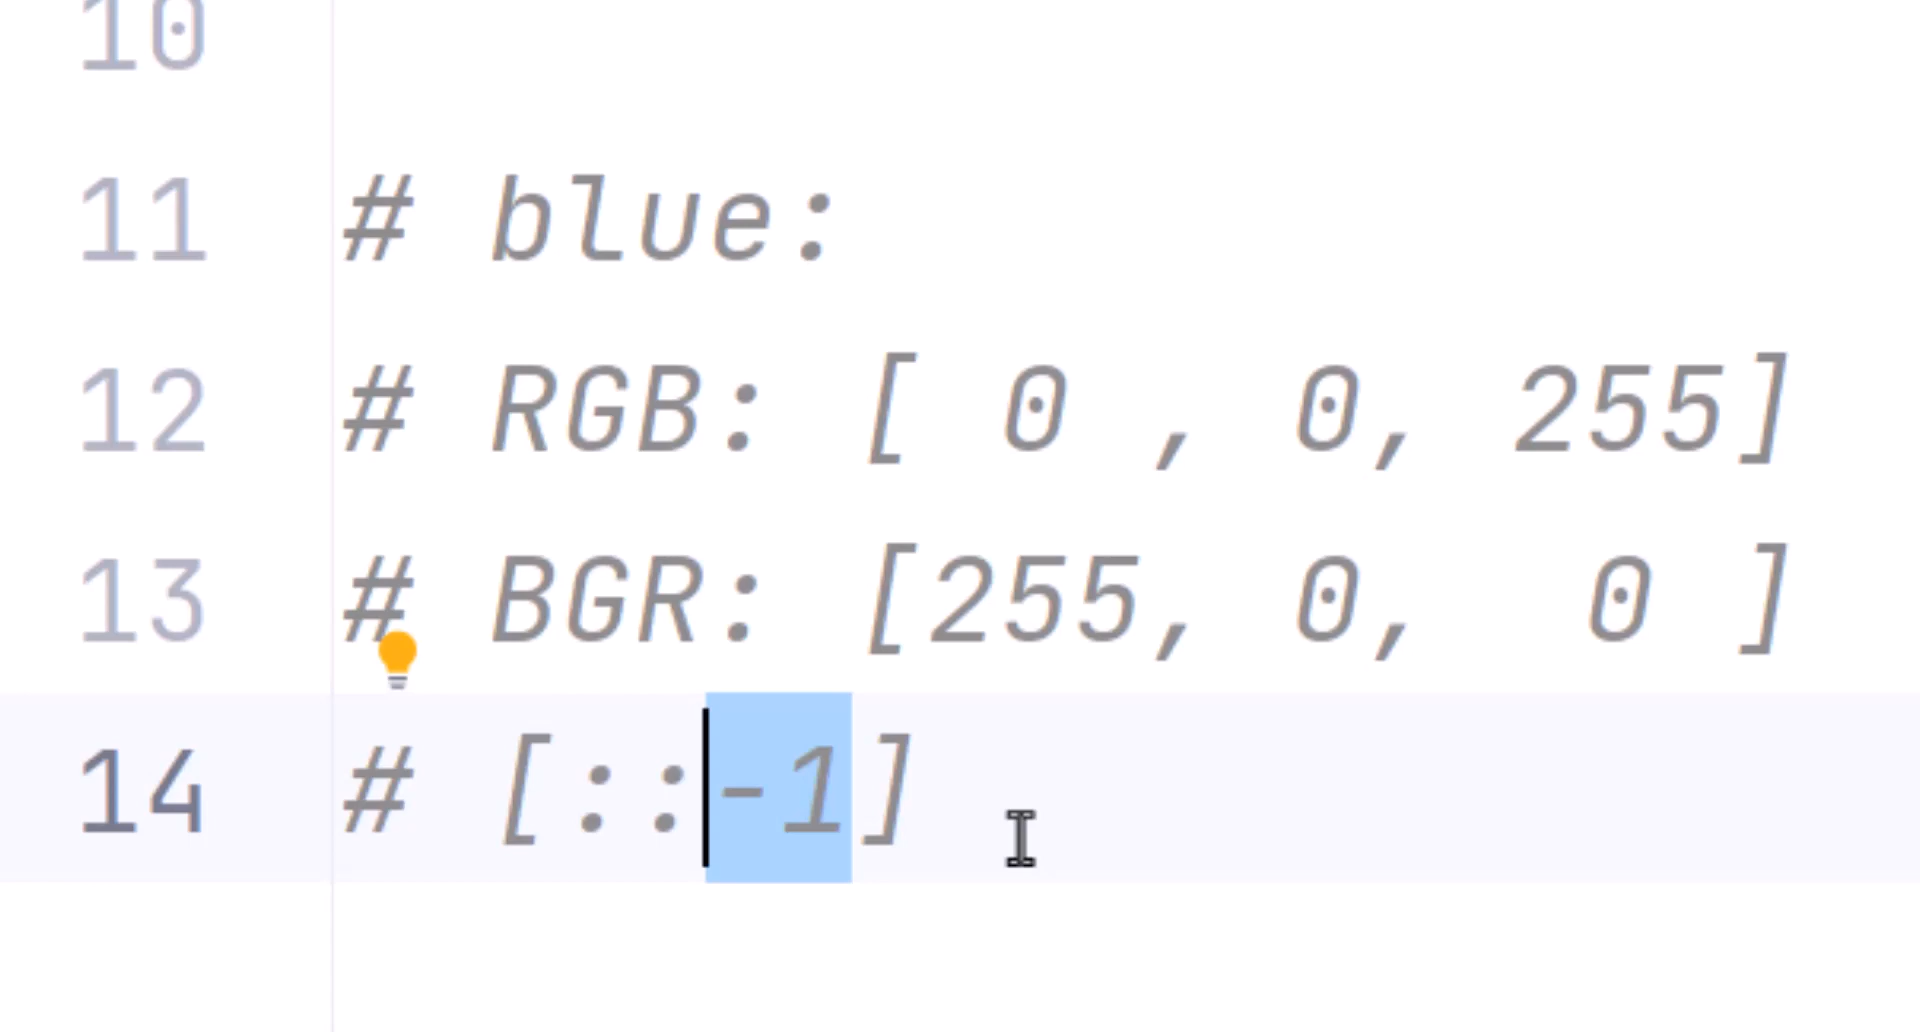 10
11 # blue:
12 # RGB: [ 0 , 0, 255]
13 # BGR: [255, 0,  0 ]
14 # [::-1]